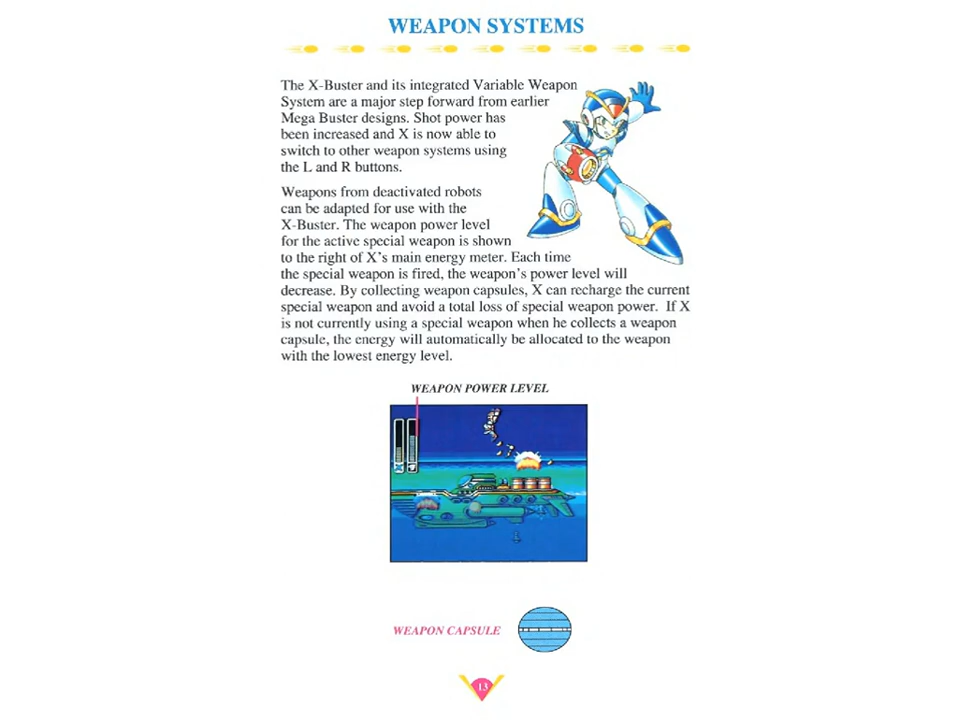 WEAPON SYSTEMS
The X-Buster and its integrated Variable Weapon
System are a major step forward from earlier
Mega Buster designs. Shot power has
been increased and X is now able to
switch to other weapon systems using
the L and R buttons.
Weapons from deactivated robots
can be adapted for use with the
X-Buster. The weapon power level
for the active special weapon is shown
to the right of X's main energy meter. Each time
the special weapon is fired, the weapon's power level will
decrease. By collecting weapon capsules, X can recharge the current
special weapon and avoid a total loss of special weapon power. If X
is not currently using a special weapon when he collects a weapon
capsule, the energy will automatically be allocated to the weapon
with the lowest energy level.
WEAPON POWER LEVEL
WEAPON CAPSULE
13